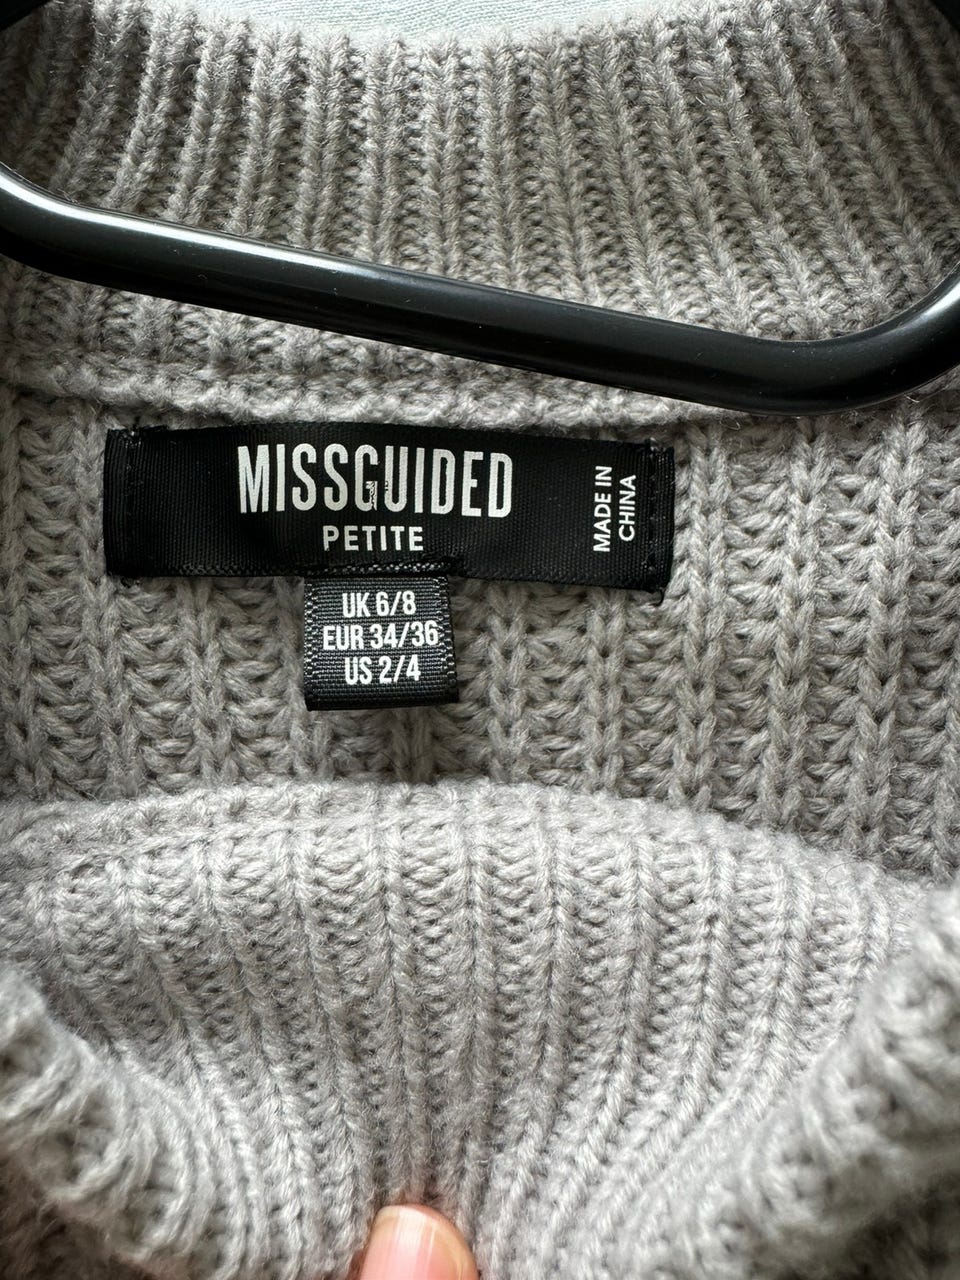 MISSGUIDED
PETITE
MADE IN
CHINA
UK 6/8
EUR 34/36
US 2/4